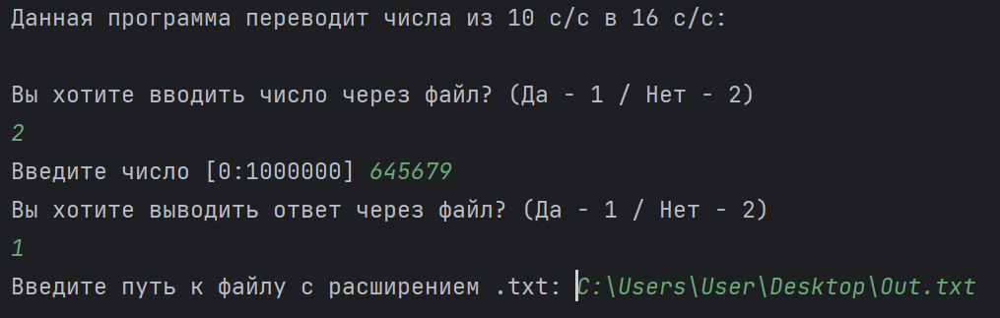 Данная программа переводит числа из 10 с/с в 16 с/с:
Вы хотите вводить число через файл? (Да - 1 / Нет - 2)
2
Введите число [0:1000000] 645679
Вы хотите выводить ответ через файл? (Да - 1 / Нет - 2)
1
Введите путь к файлу с расширением .txt: C:\Users\User\Desktop\Out.txt